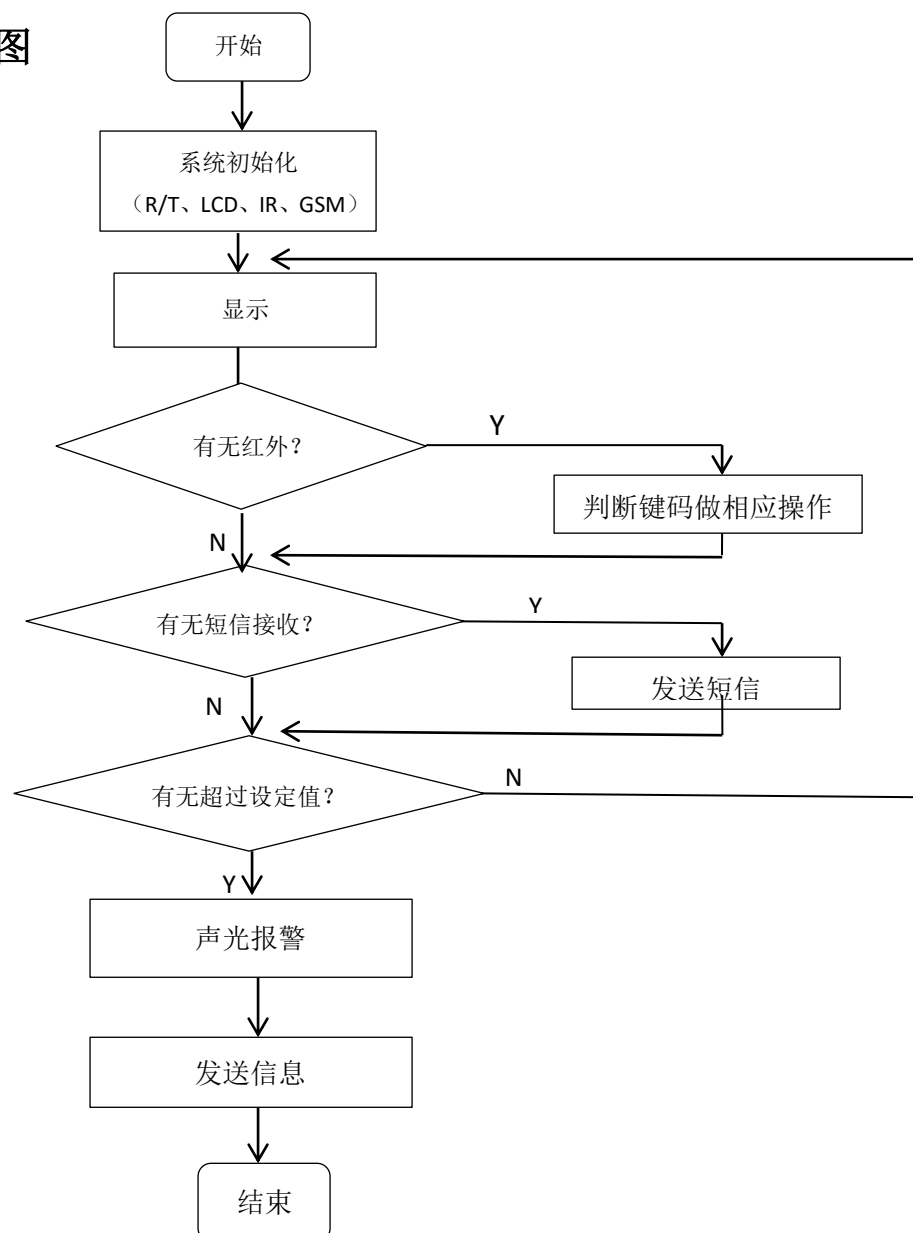 图
开始
系统初始化
（R/T、LCD、IR、GSM）
显示
有无红外？
Y
判断键码做相应操作
N
有无短信接收？
Y
发送短信
N
有无超过设定值？
N
Y
声光报警
发送信息
结束